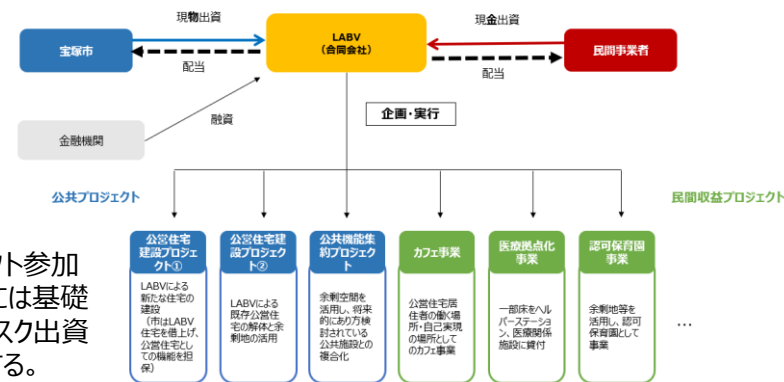 現物出資
現金出資
宝塚市
LABV
(合同会社)
民間事業者
配当
配当
金融機関
融資
企画・実行
公共プロジェクト
民間収益プロジェクト
公営住宅
建設プロジェ
クト①
LABVによる
新たな住宅の
建設
(市はLABV
住宅を借上げ、
公営住宅とし
ての機能を担
保)
公営住宅建
設プロジェク
ト②
LABVによる
既存公営住
宅の解体と余
剰地の活用
公共機能集
約プロジェク
ト
余剰空間を
活用し、将来
的にあり方検
討されている
公共施設との
複合化
カフェ事業
公営住宅居
住者の働く場
所・自己実現
の場所として
のカフェ事業
医療拠点化
事業
一部床をヘル
パーステーショ
ン、医療関係
施設に貸付
認可保育園
事業
余剰地等を
活用し、認可
保育園として
事業
…
ト参加
には基礎
スク出資
する。